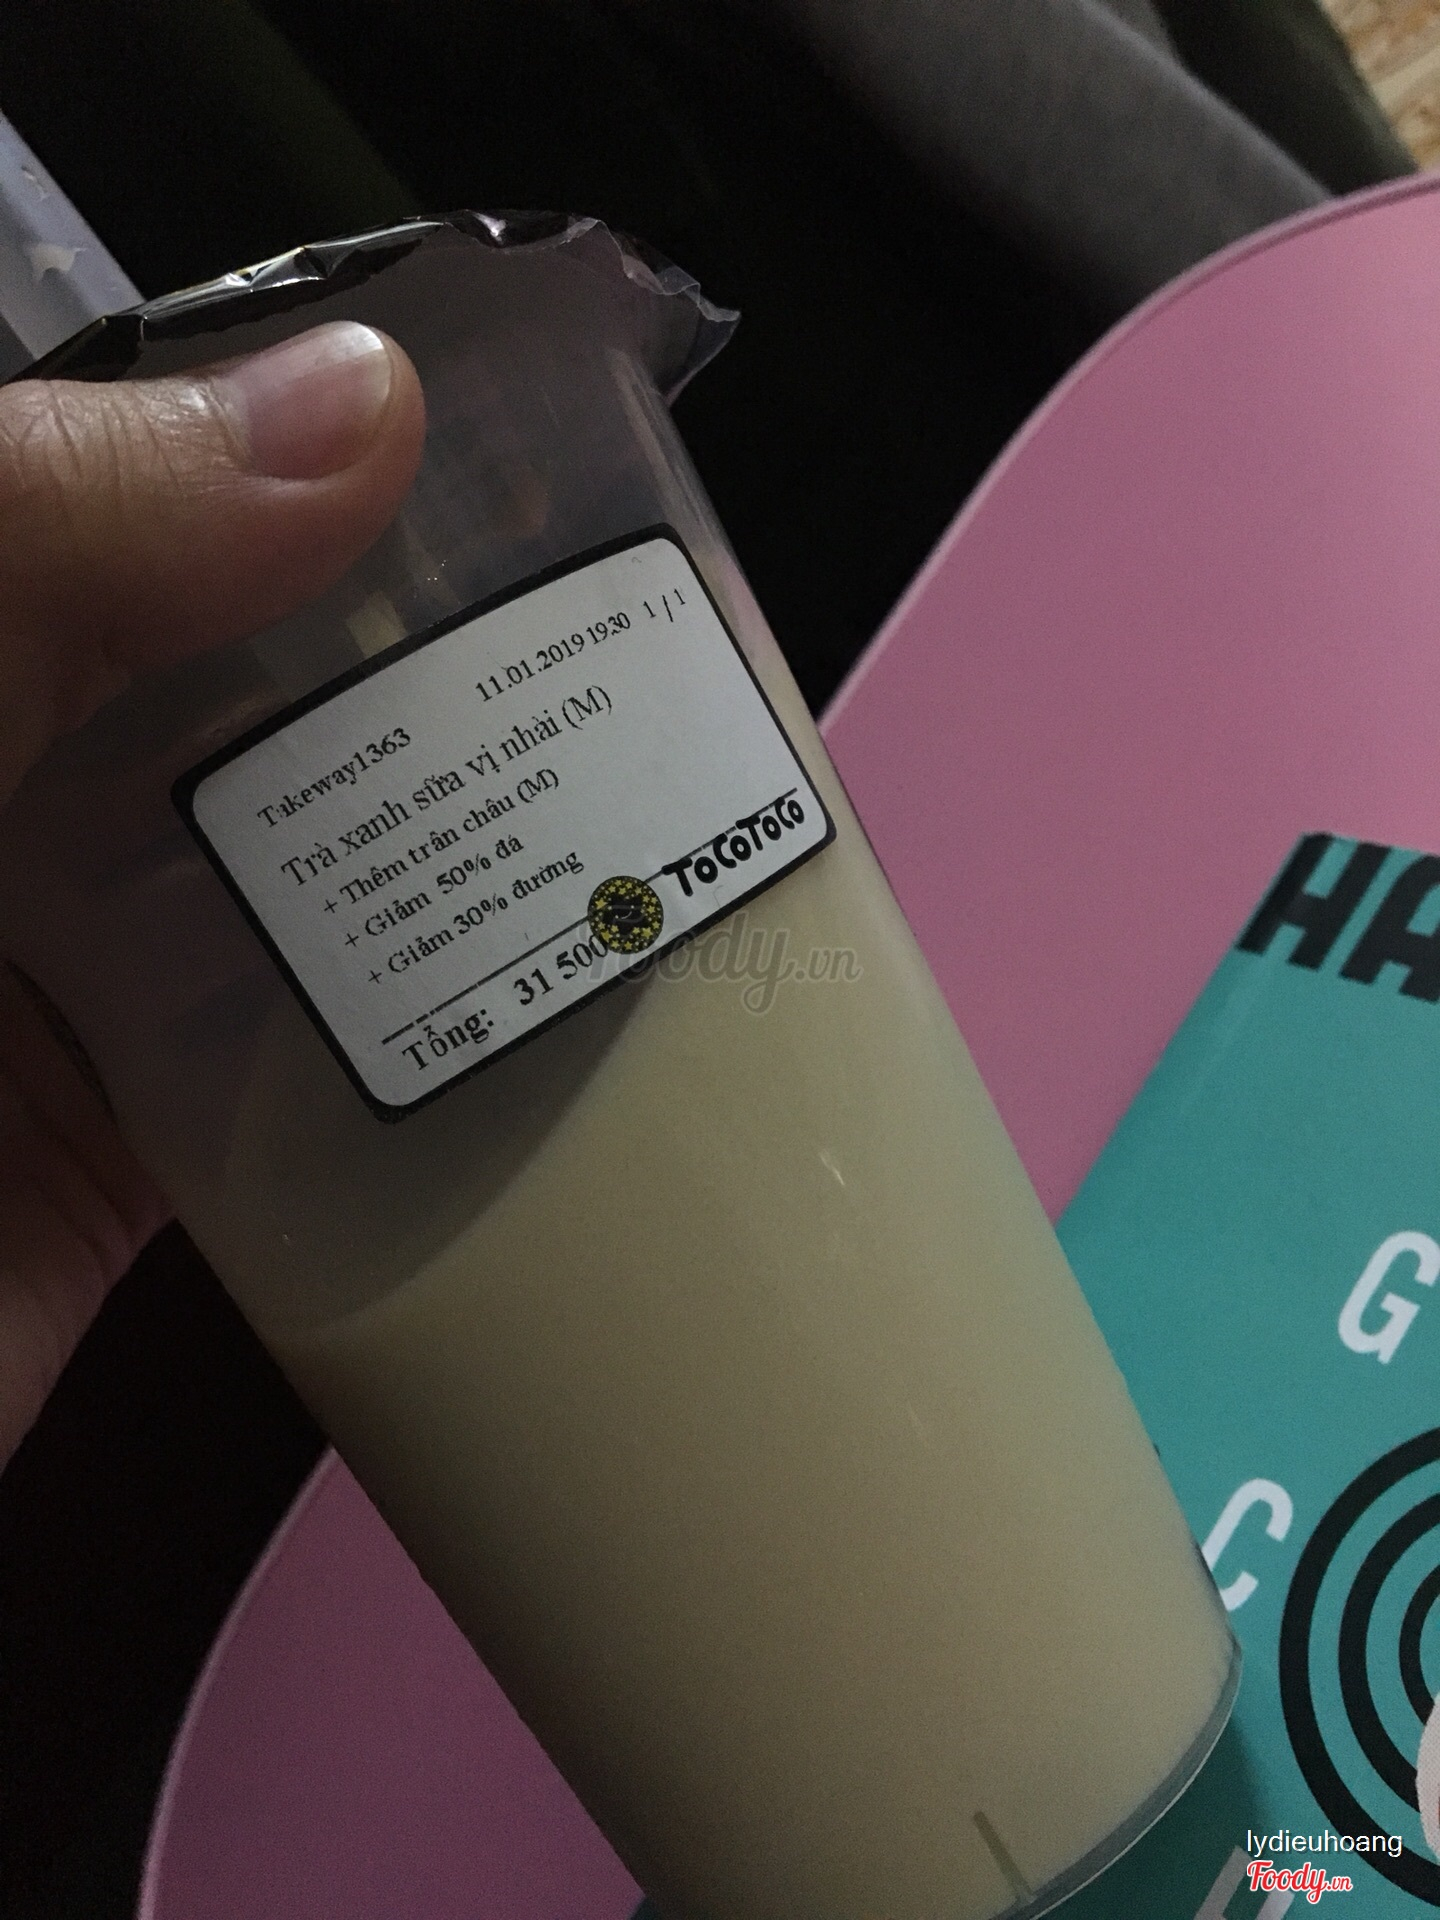 Takeway1363 11.01.2019 19:30 1 / 1
Trà xanh sữa vị nhài (M)
+ Thêm trân châu (M)
+ Giảm 50% đá
+ Giảm 30% đường
Tổng: 31 500
ToCoToCo
Foody.vn
HA
G
C
lydieuhoang
Foody.vn